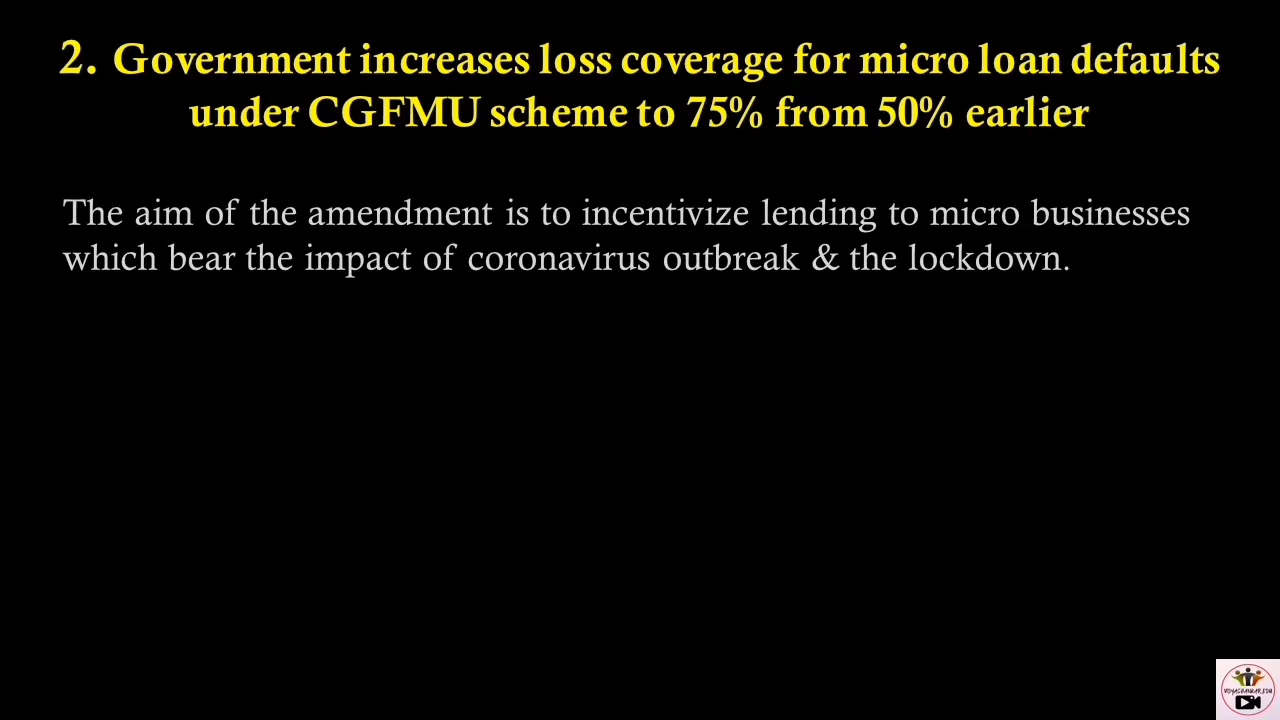 2. Government increases loss coverage for micro loan defaults
under CGFMU scheme to 75% from 50% earlier
The aim of the amendment is to incentivize lending to micro businesses
which bear the impact of coronavirus outbreak & the lockdown.